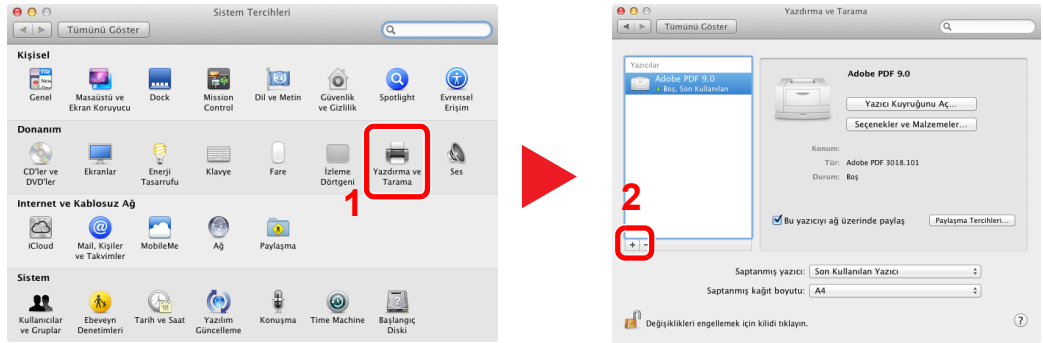 Sistem Tercihleri
Tümünü Göster
Kişisel
Genel
Masaüstü ve
Ekran Koruyucu
Dock
Mission
Control
Dil ve Metin
Güvenlik
ve Gizlilik
Spotlight
Evrensel
Erişim
Donanım
CD'ler ve
DVD'ler
Ekranlar
Enerji
Tasarrufu
Klavye
Fare
İzleme
Dörtgeni
Yazdırma ve
Tarama
Ses
1
Internet ve Kablosuz Ağ
iCloud
Mail, Kişiler
ve Takvimler
MobileMe
Ağ
Paylaşma
Sistem
Kullanıcılar
ve Gruplar
Ebeveyn
Denetimleri
Tarih ve Saat
Yazılım
Güncelleme
Konuşma
Time Machine
Başlangıç
Diski
Yazdırma ve Tarama
Tümünü Göster
Yazıcılar
Adobe PDF 9.0
Boş, Son Kullanılan
2
+ -
Adobe PDF 9.0
Yazıcı Kuyruğunu Aç...
Seçenekler ve Malzemeler...
Konum:
Tür: Adobe PDF 3018.101
Durum: Boş
Bu yazıcıyı ağ üzerinde paylaş
Paylaşma Tercihleri...
Saptanmış yazıcı: Son Kullanılan Yazıcı
Saptanmış kağıt boyutu: A4
Değişiklikleri engellemek için kilidi tıklayın.
?